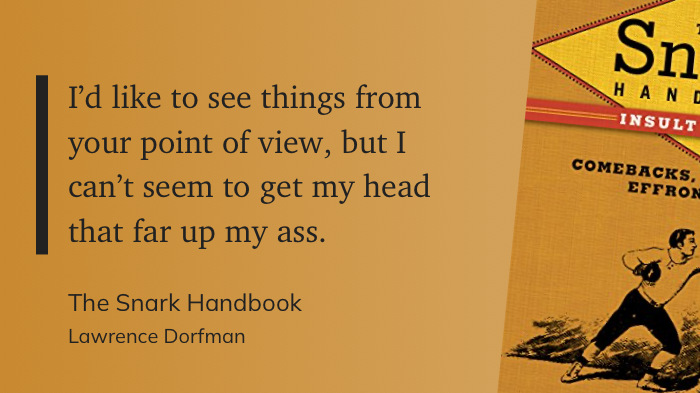 I’d like to see things from
your point of view, but I
can’t seem to get my head
that far up my ass.
The Snark Handbook
Lawrence Dorfman
Sn
HAND
INSULT
COMEBACKS,
EFFRON